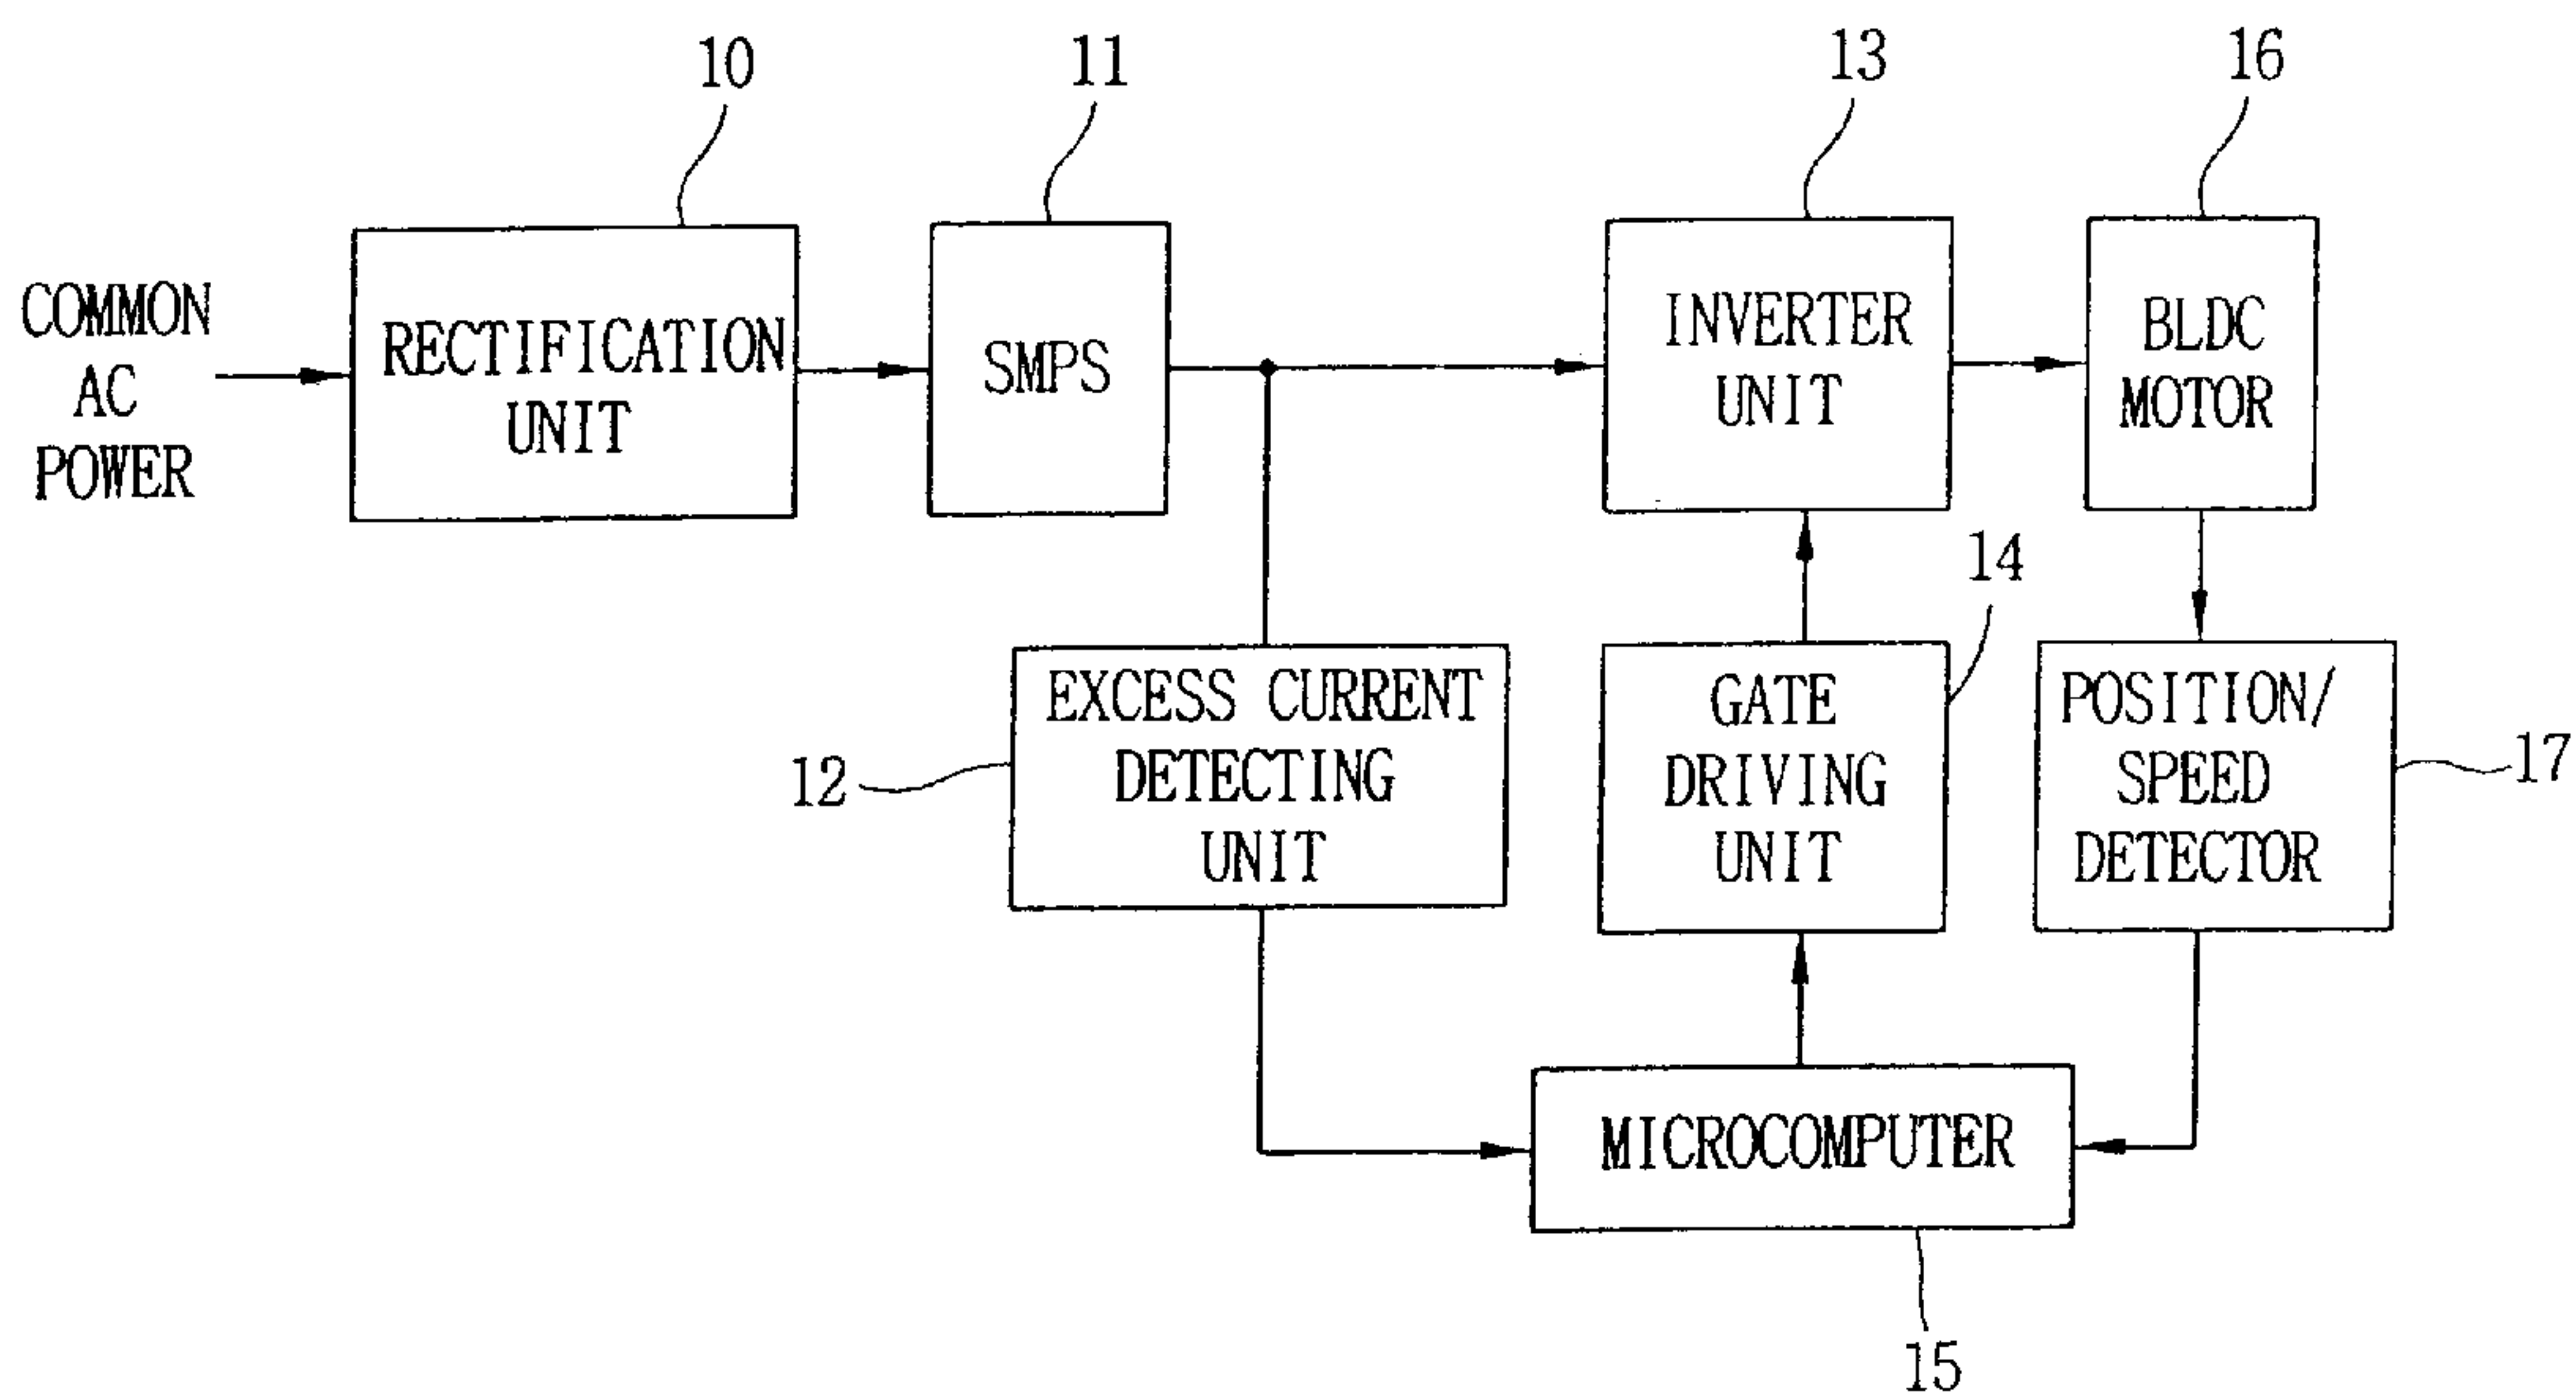 10
11
13
16
COMMON
AC
POWER
RECTIFICATION
UNIT
SMPS
INVERTER
UNIT
BLDC
MOTOR
14
12
EXCESS CURRENT
DETECTING
UNIT
GATE
DRIVING
UNIT
POSITION/
SPEED
DETECTOR
17
MICROCOMPUTER
15